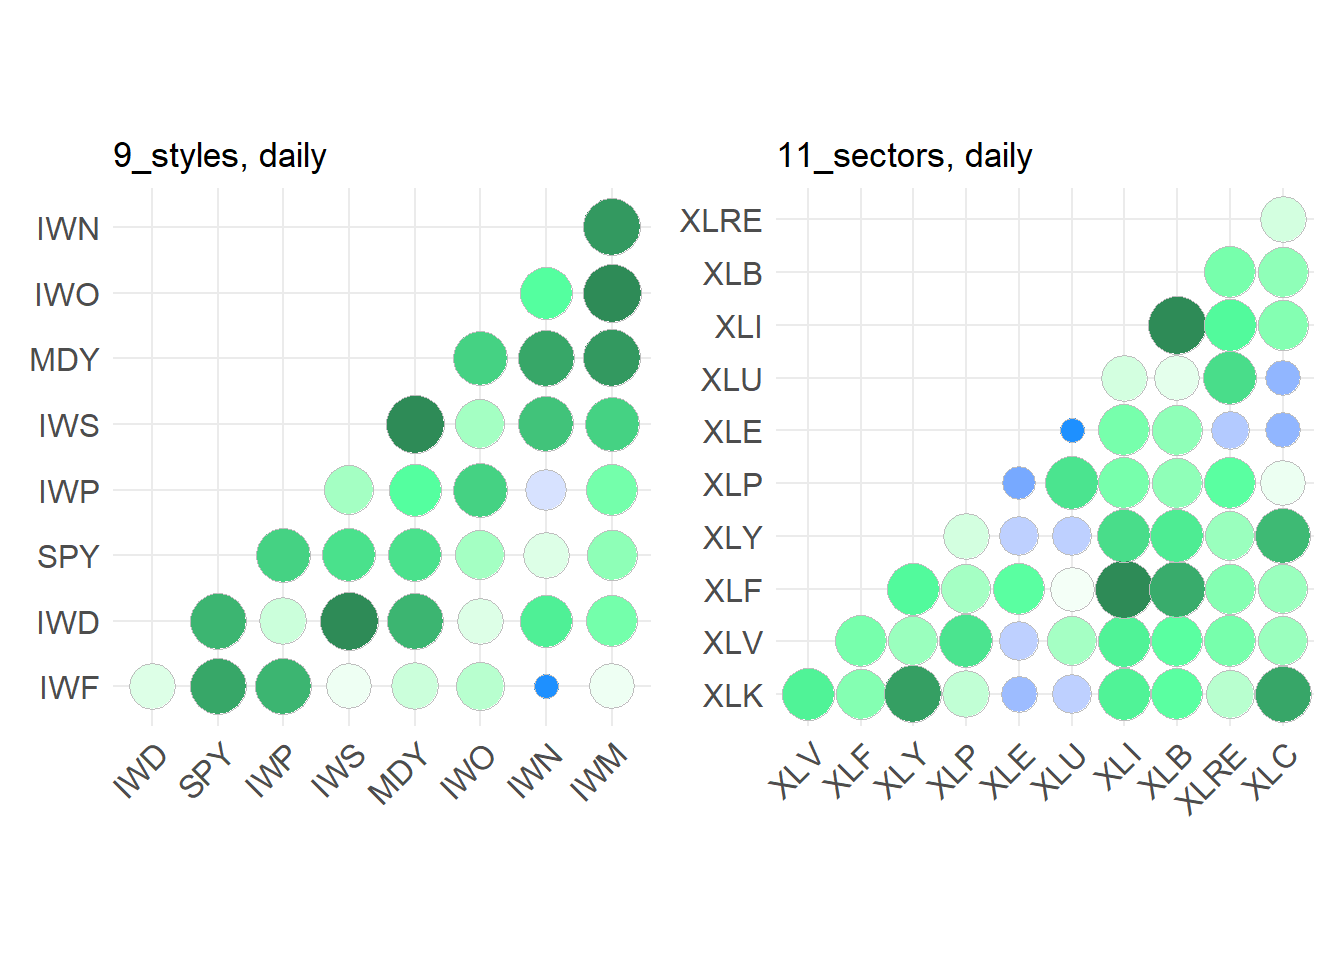 9_styles, daily
IWN
IWO
MDY
IWS
IWP
SPY
IWD
IWF
IWD SPY IWP IWS MDY IWO IWN IWM
11_sectors, daily
XLRE
XLB
XLI
XLU
XLE
XLP
XLY
XLF
XLV
XLK
XLV XLF XLY XLP XLE XLU XLI XLB XLRE XLC